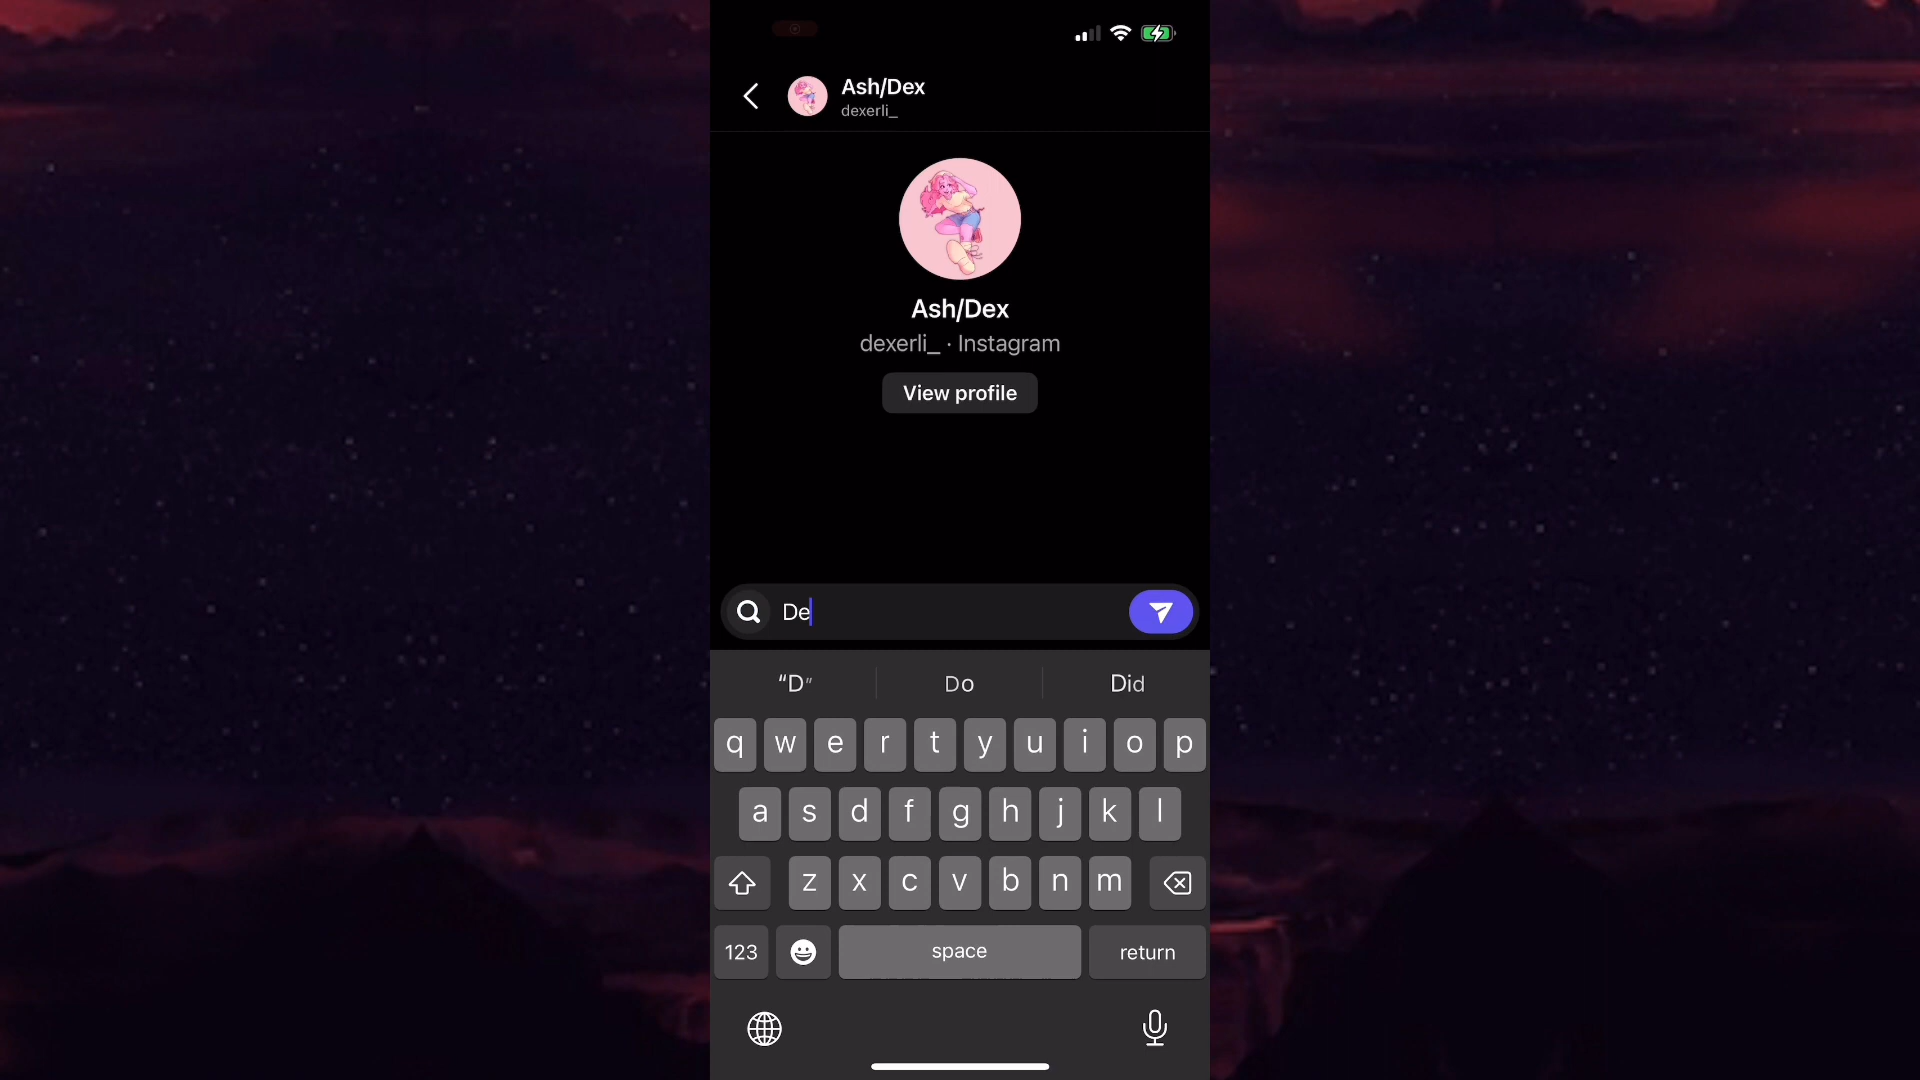 Ash/Dex
dexerli_
Ash/Dex
dexerli_ · Instagram
View profile
De
“D” Do Did
q w e r t y u i o p
a s d f g h j k l
z x c v b n m
123 space return